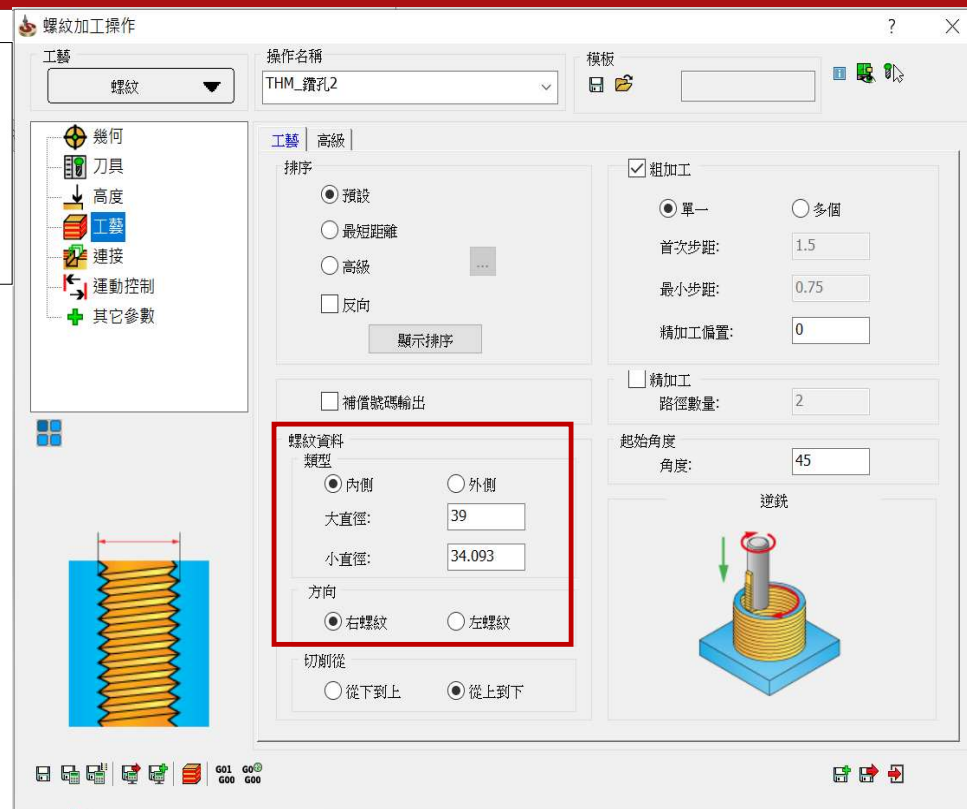 螺紋加工操作
?
工藝
螺紋
操作名稱
THM_鑽孔2
模板
幾何
刀具
高度
工藝
連接
運動控制
其它參數
工藝
高級
排序
預設
最短距離
高級
...
反向
顯示排序
補償號碼輸出
螺紋資料
類型
內側
外側
大直徑:
39
小直徑:
34.093
方向
右螺紋
左螺紋
切削從
從下到上
從上到下
粗加工
單一
多個
首次步距:
1.5
最小步距:
0.75
精加工偏置:
0
精加工
路徑數量:
2
起始角度
角度:
45
逆銑
G01
G00
G00
G00